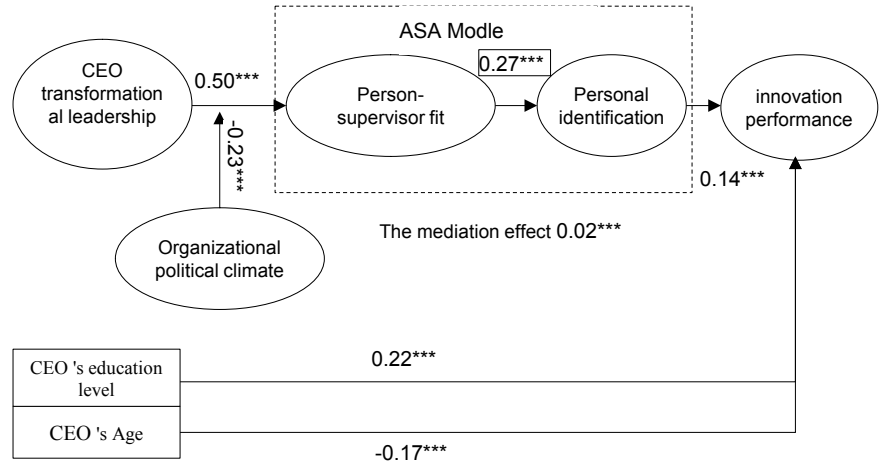 ASA Modle
CEO
transformation
al leadership
0.50***
Person-
supervisor fit
0.27***
Personal
identification
innovation
performance
-0.23***
0.14***
Organizational
political climate
The mediation effect 0.02***
CEO 's education
level
0.22***
CEO 's Age
-0.17***